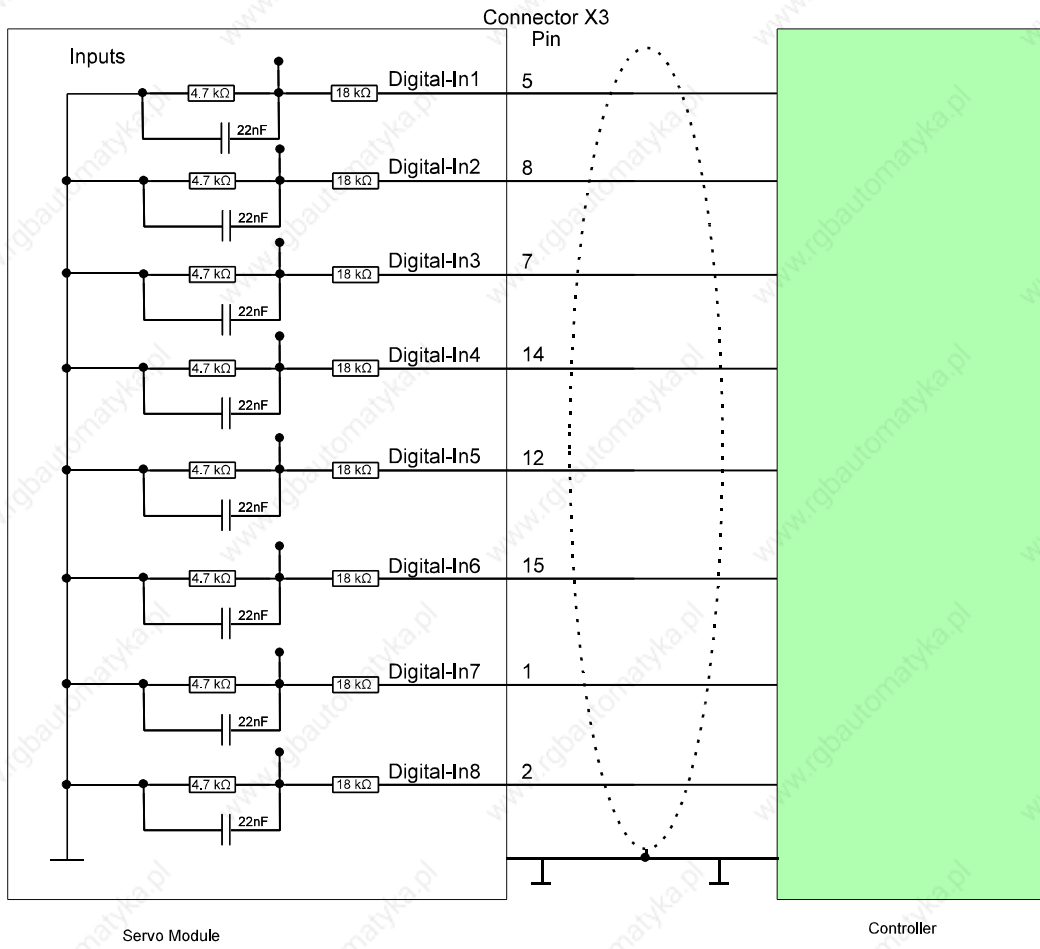 Connector X3
Pin
Inputs
4.7 kΩ
18 kΩ
Digital-In1
5
22nF
4.7 kΩ
18 kΩ
Digital-In2
8
22nF
4.7 kΩ
18 kΩ
Digital-In3
7
22nF
4.7 kΩ
18 kΩ
Digital-In4
14
22nF
4.7 kΩ
18 kΩ
Digital-In5
12
22nF
4.7 kΩ
18 kΩ
Digital-In6
15
22nF
4.7 kΩ
18 kΩ
Digital-In7
1
22nF
4.7 kΩ
18 kΩ
Digital-In8
2
22nF
Servo Module
Controller
www.rgbautomatyka.pl